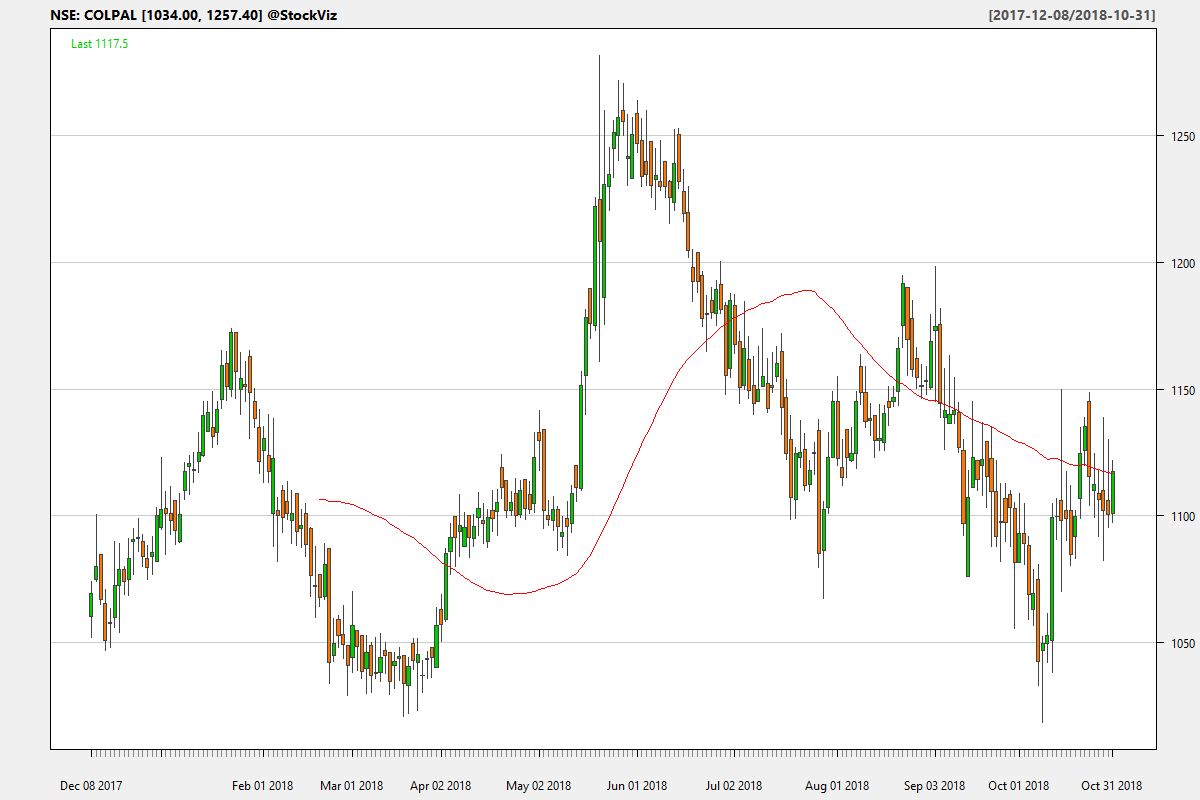 NSE: COLPAL [1034.00, 1257.40] @StockViz [2017-12-08/2018-10-31]
Last 1117.5
1250
1200
1150
1100
1050
Dec 08 2017 Feb 01 2018 Mar 01 2018 Apr 02 2018 May 02 2018 Jun 01 2018 Jul 02 2018 Aug 01 2018 Sep 03 2018 Oct 01 2018 Oct 31 2018